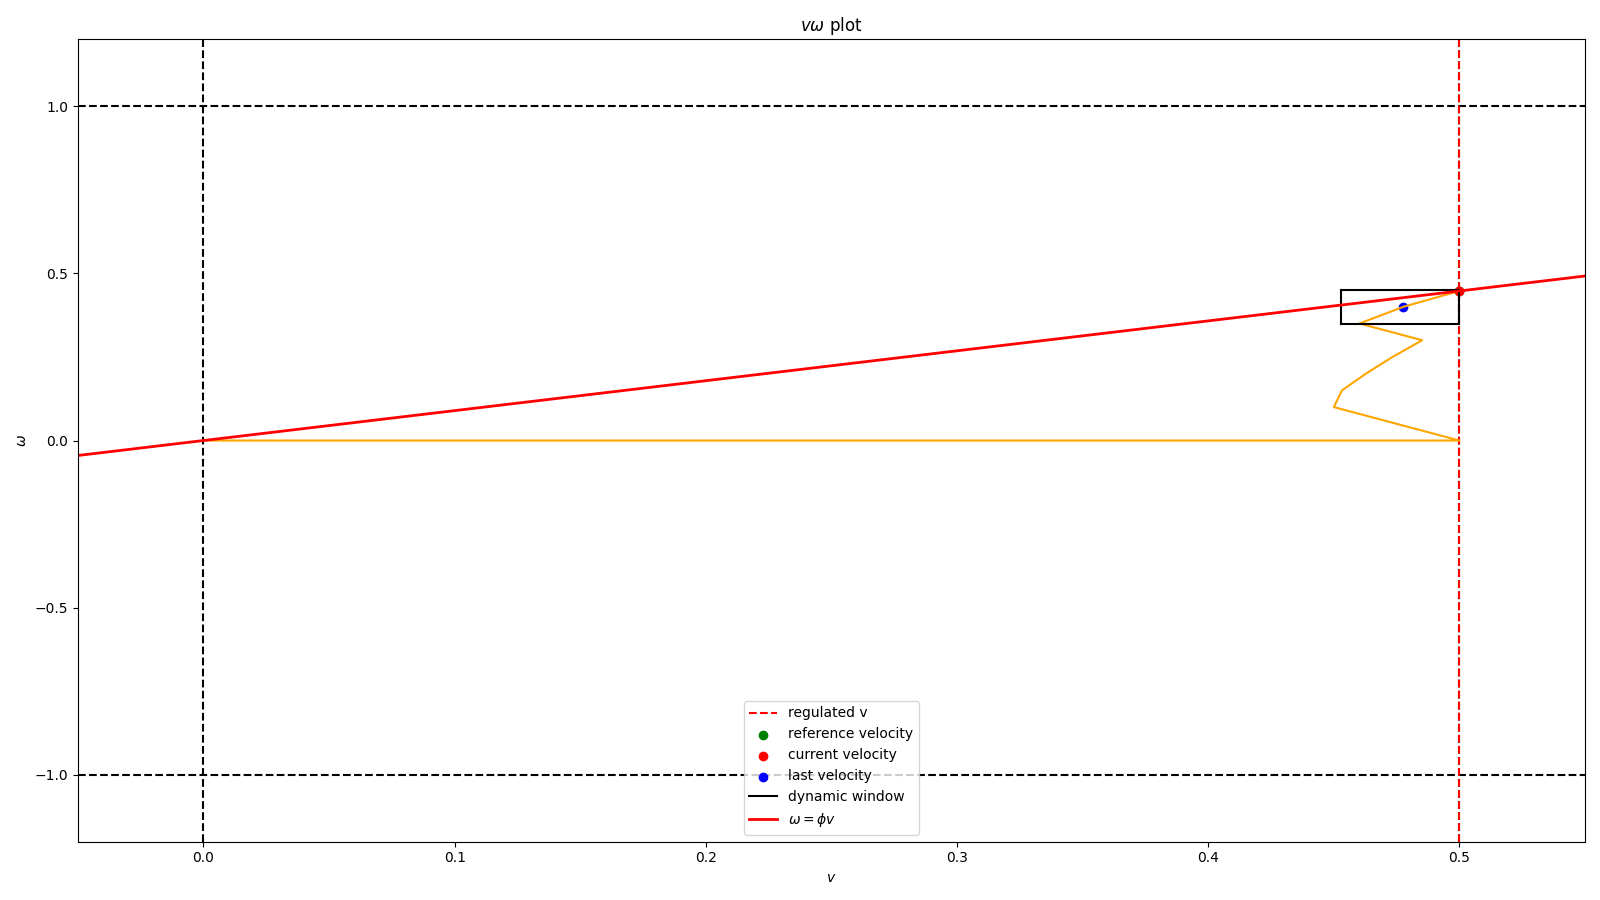 vω plot
1.0
0.5
0.0
−0.5
−1.0
ω
0.0 0.1 0.2 0.3 0.4 0.5
v
regulated v
reference velocity
current velocity
last velocity
dynamic window
ω = ϕv